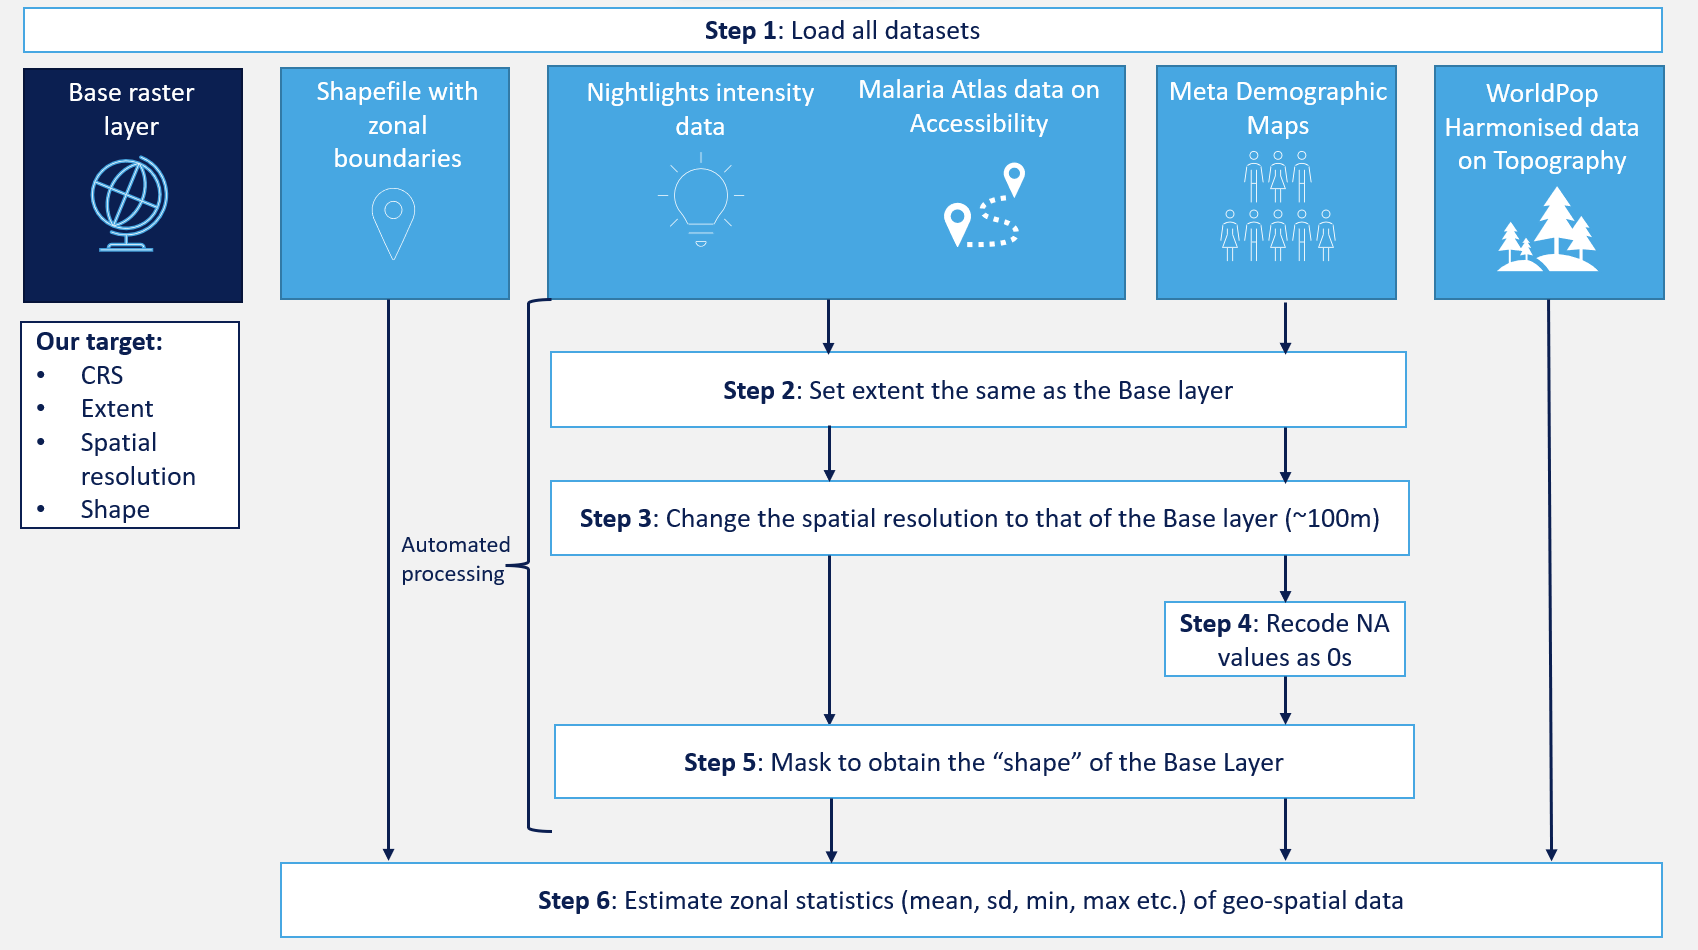 Step 1: Load all datasets
Base raster
layer
Shapefile with
zonal
boundaries
Nightlights intensity
data
Malaria Atlas data on
Accessibility
Meta Demographic
Maps
WorldPop
Harmonised data
on Topography
Our target:
• CRS
• Extent
• Spatial
resolution
• Shape
Step 2: Set extent the same as the Base layer
Step 3: Change the spatial resolution to that of the Base layer (~100m)
Automated
processing
Step 4: Recode NA
values as 0s
Step 5: Mask to obtain the “shape” of the Base Layer
Step 6: Estimate zonal statistics (mean, sd, min, max etc.) of geo-spatial data